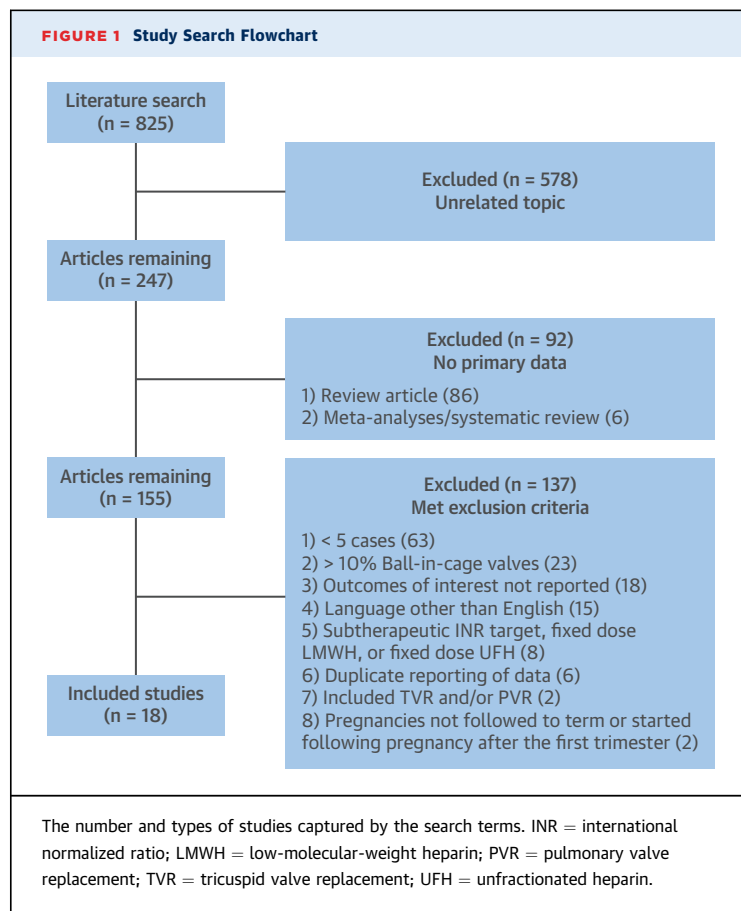 FIGURE 1 Study Search Flowchart
Literature search
(n = 825)
Excluded (n = 578)
Unrelated topic
Articles remaining
(n = 247)
Excluded (n = 92)
No primary data
1) Review article (86)
2) Meta-analyses/systematic review (6)
Articles remaining
(n = 155)
Excluded (n = 137)
Met exclusion criteria
1) < 5 cases (63)
2) > 10% Ball-in-cage valves (23)
3) Outcomes of interest not reported (18)
4) Language other than English (15)
5) Subtherapeutic INR target, fixed dose
LMWH, or fixed dose UFH (8)
6) Duplicate reporting of data (6)
7) Included TVR and/or PVR (2)
8) Pregnancies not followed to term or started
following pregnancy after the first trimester (2)
Included studies
(n = 18)
The number and types of studies captured by the search terms. INR = international
normalized ratio; LMWH = low-molecular-weight heparin; PVR = pulmonary valve
replacement; TVR = tricuspid valve replacement; UFH = unfractionated heparin.